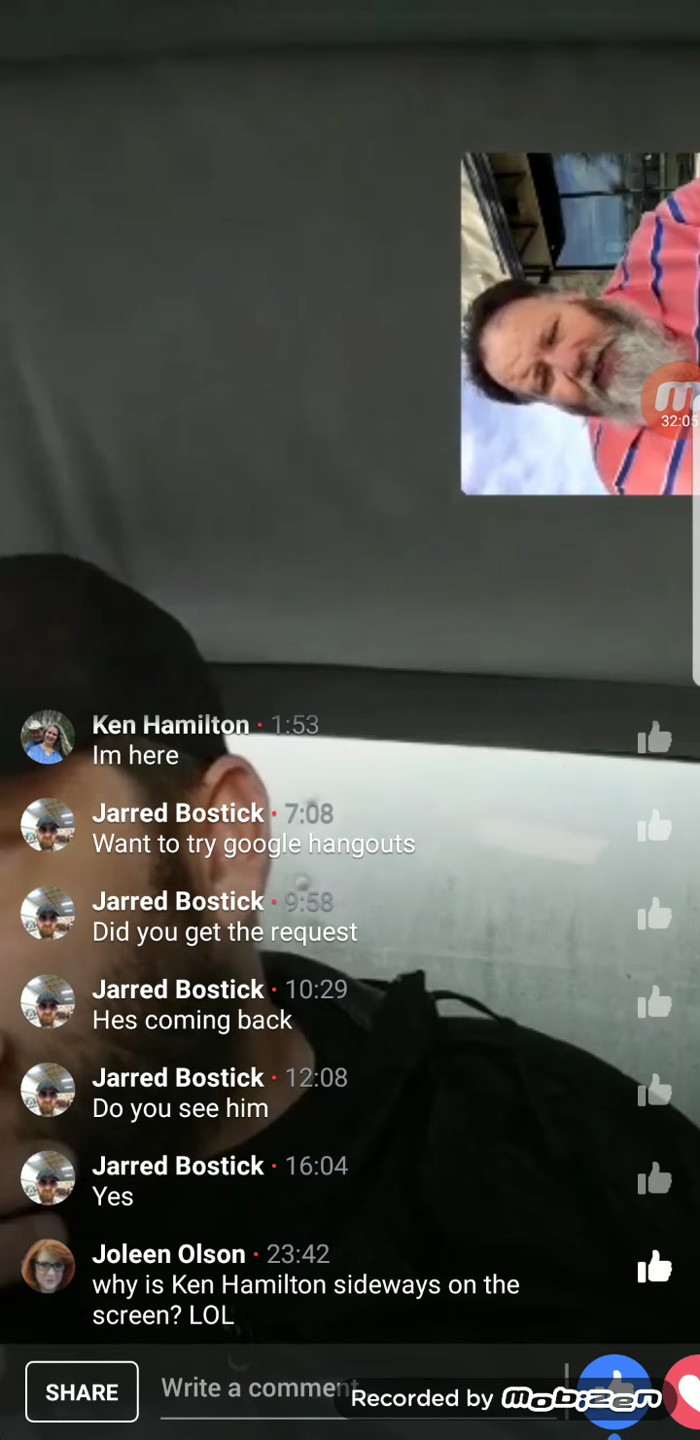 32:05
Ken Hamilton · 1:53
Im here
Jarred Bostick · 7:08
Want to try google hangouts
Jarred Bostick · 9:58
Did you get the request
Jarred Bostick · 10:29
Hes coming back
Jarred Bostick · 12:08
Do you see him
Jarred Bostick · 16:04
Yes
Joleen Olson · 23:42
why is Ken Hamilton sideways on the
screen? LOL
SHARE
Write a comment
Recorded by mobizen